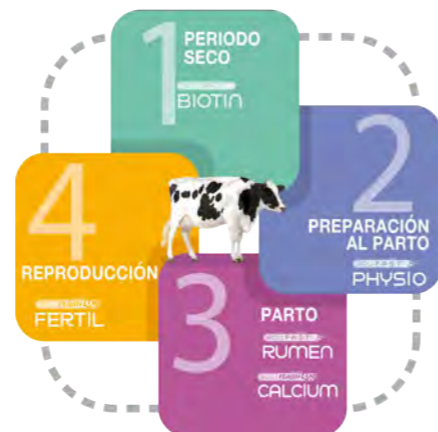 1
PERIODO
SECO
BIOTIN
2
PREPARACIÓN
AL PARTO
PHYSIO
3
PARTO
RUMEN
CALCIUM
4
REPRODUCCIÓN
FERTIL